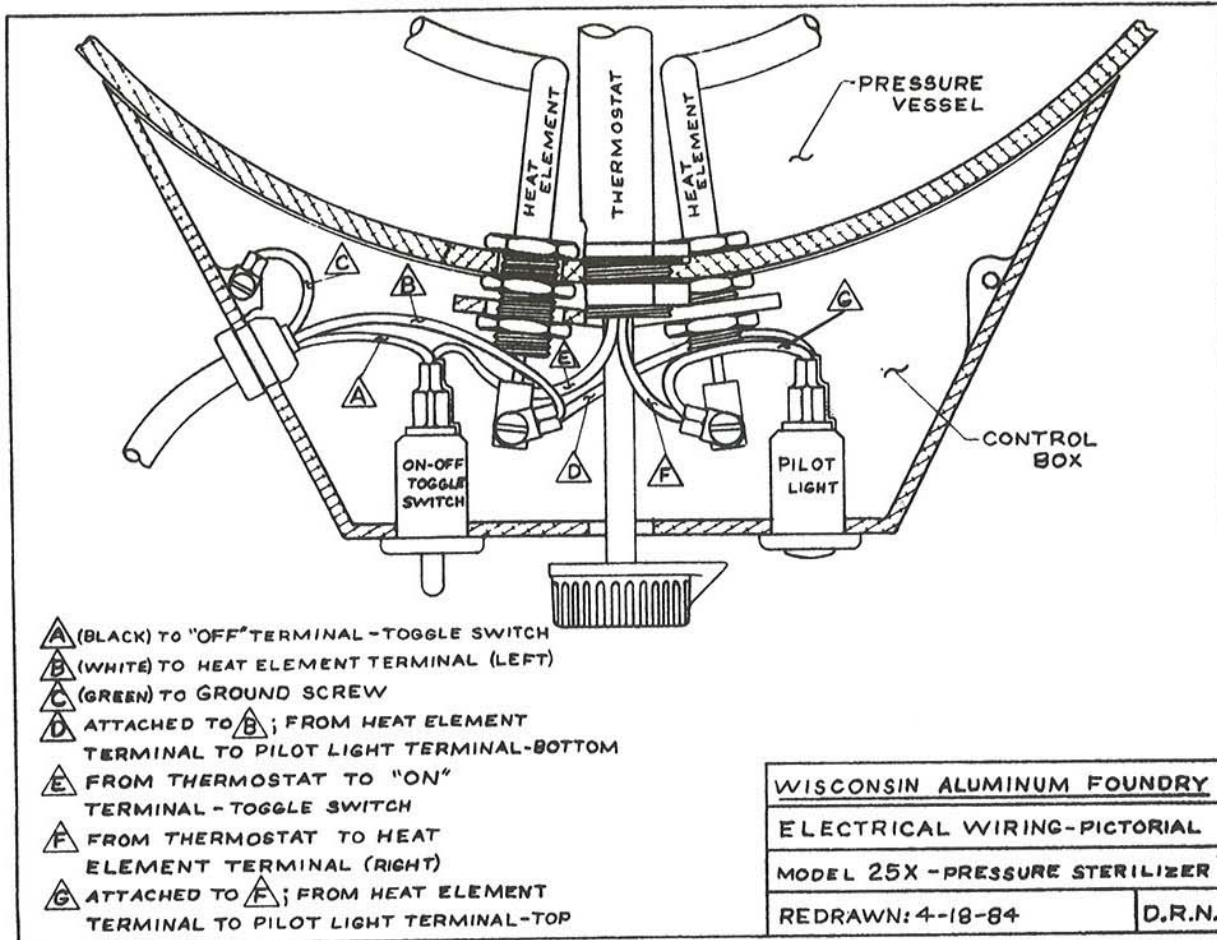 PRESSURE
VESSEL
HEAT
ELEMENT
THERMOSTAT
HEAT
ELEMENT
C
B
G
E
A
CONTROL
BOX
D
F
ON-OFF
TOGGLE
SWITCH
PILOT
LIGHT
A (BLACK) TO "OFF" TERMINAL-TOGGLE SWITCH
B (WHITE) TO HEAT ELEMENT TERMINAL (LEFT)
C (GREEN) TO GROUND SCREW
D ATTACHED TO B; FROM HEAT ELEMENT
TERMINAL TO PILOT LIGHT TERMINAL-BOTTOM
E FROM THERMOSTAT TO "ON"
TERMINAL-TOGGLE SWITCH
F FROM THERMOSTAT TO HEAT
ELEMENT TERMINAL (RIGHT)
G ATTACHED TO F; FROM HEAT ELEMENT
TERMINAL TO PILOT LIGHT TERMINAL-TOP
WISCONSIN ALUMINUM FOUNDRY
ELECTRICAL WIRING-PICTORIAL
MODEL 25X-PRESSURE STERILIZER
REDRAWN: 4-18-84 D.R.N.